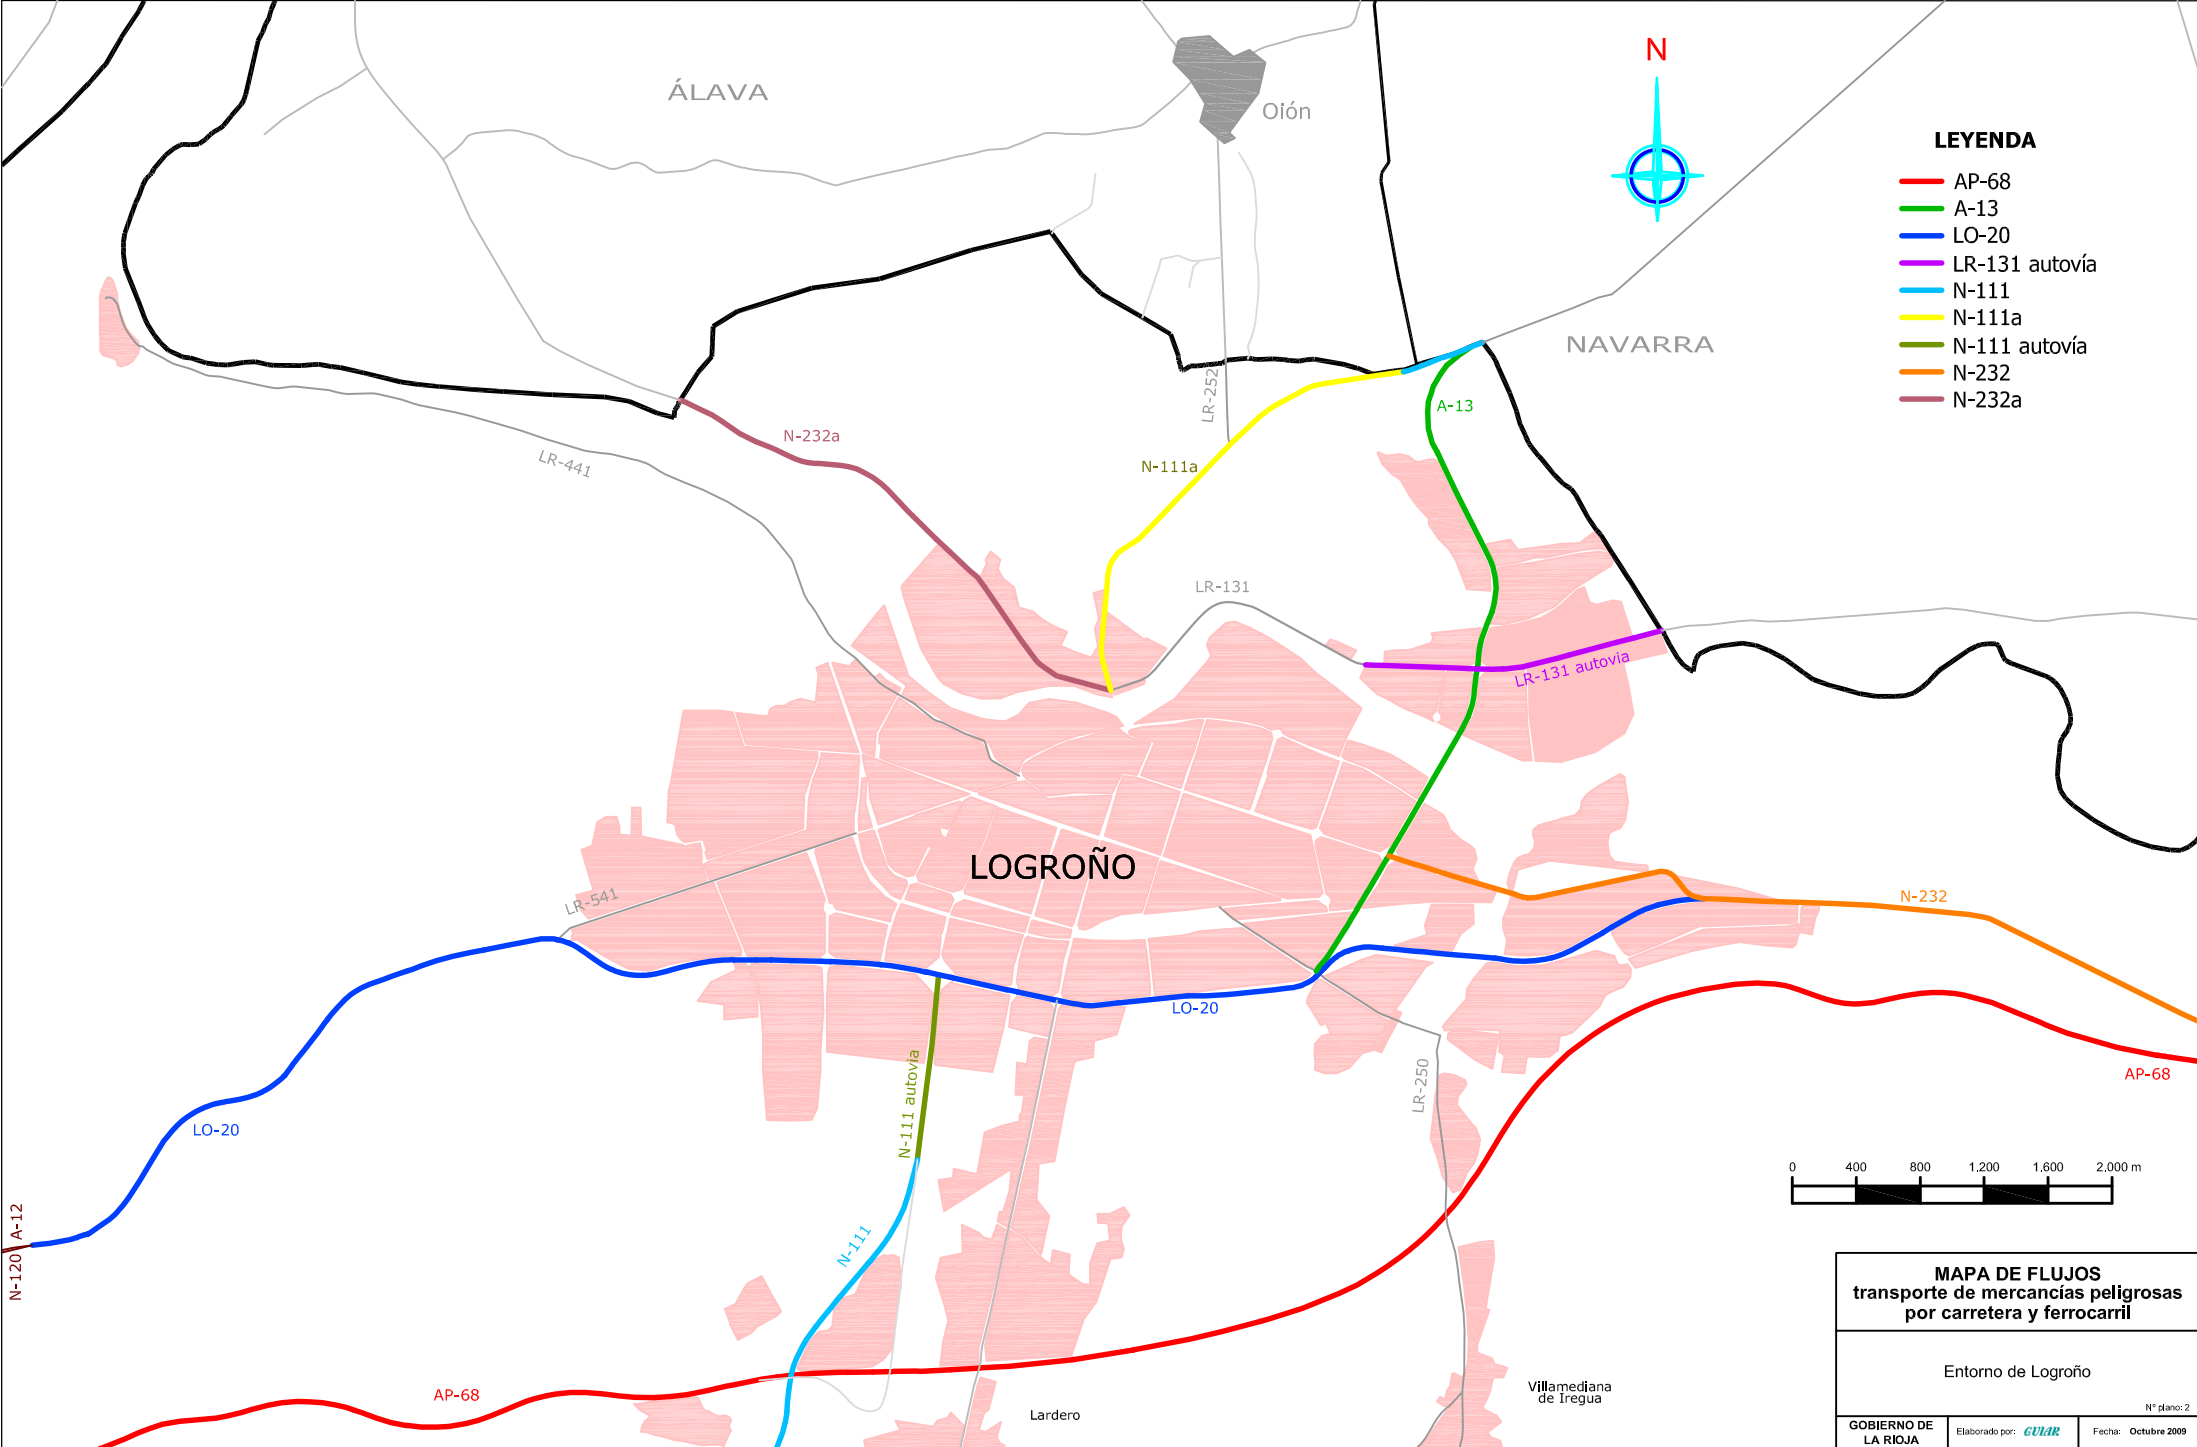 N
ÁLAVA
Oión
LEYENDA
AP-68
A-13
LO-20
LR-131 autovía
N-111
N-111a
N-111 autovía
N-232
N-232a
NAVARRA
LR-252
A-13
N-232a
LR-441
N-111a
LR-131
LR-131 autovia
LOGROÑO
LR-541
N-232
LO-20
N-111 autovia
LR-250
AP-68
LO-20
0 400 800 1.200 1.600 2.000 m
N-120 A-12
N-111
AP-68
Lardero
Villamediana
de Iregua
MAPA DE FLUJOS
transporte de mercancías peligrosas
por carretera y ferrocarril
Entorno de Logroño
Nº plano: 2
GOBIERNO DE
LA RIOJA
Elaborado por: GUIAR
Fecha: Octubre 2009